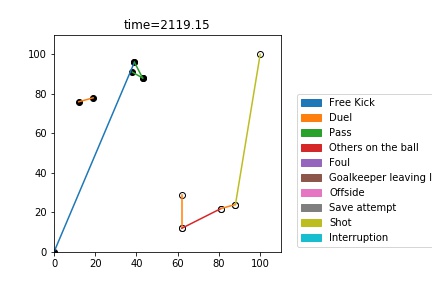 time=2119.15
100
80
60
40
20
0
0
20
40
60
80
100
Free Kick
Duel
Pass
Others on the ball
Foul
Goalkeeper leaving l
Offside
Save attempt
Shot
Interruption